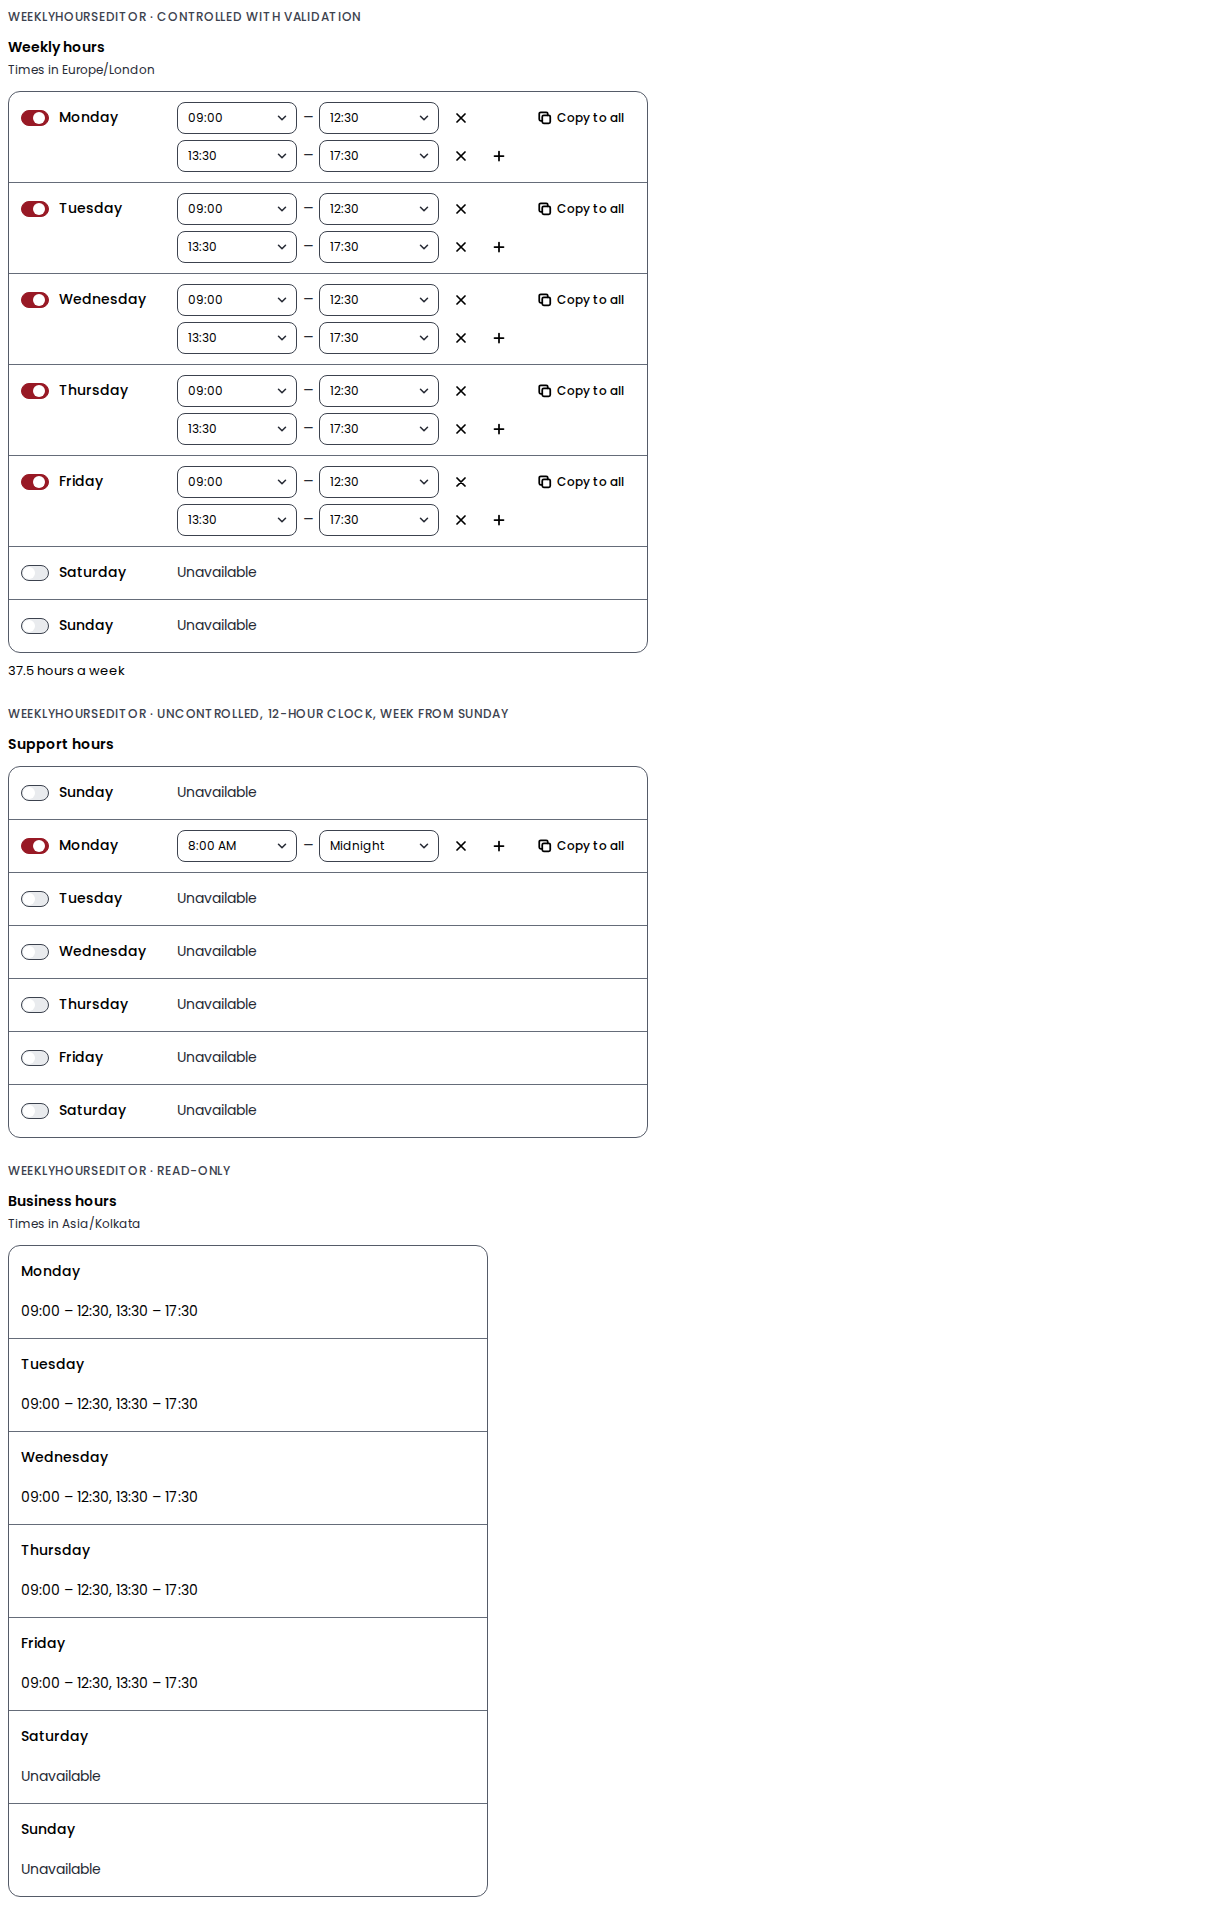 WEEKLYHOURSEDITOR · CONTROLLED WITH VALIDATION
Weekly hours
Times in Europe/London
Monday 09:00 – 12:30 Copy to all
13:30 – 17:30
Tuesday 09:00 – 12:30 Copy to all
13:30 – 17:30
Wednesday 09:00 – 12:30 Copy to all
13:30 – 17:30
Thursday 09:00 – 12:30 Copy to all
13:30 – 17:30
Friday 09:00 – 12:30 Copy to all
13:30 – 17:30
Saturday Unavailable
Sunday Unavailable
37.5 hours a week
WEEKLYHOURSEDITOR · UNCONTROLLED, 12-HOUR CLOCK, WEEK FROM SUNDAY
Support hours
Sunday Unavailable
Monday 8:00 AM – Midnight Copy to all
Tuesday Unavailable
Wednesday Unavailable
Thursday Unavailable
Friday Unavailable
Saturday Unavailable
WEEKLYHOURSEDITOR · READ-ONLY
Business hours
Times in Asia/Kolkata
Monday
09:00 – 12:30, 13:30 – 17:30
Tuesday
09:00 – 12:30, 13:30 – 17:30
Wednesday
09:00 – 12:30, 13:30 – 17:30
Thursday
09:00 – 12:30, 13:30 – 17:30
Friday
09:00 – 12:30, 13:30 – 17:30
Saturday
Unavailable
Sunday
Unavailable